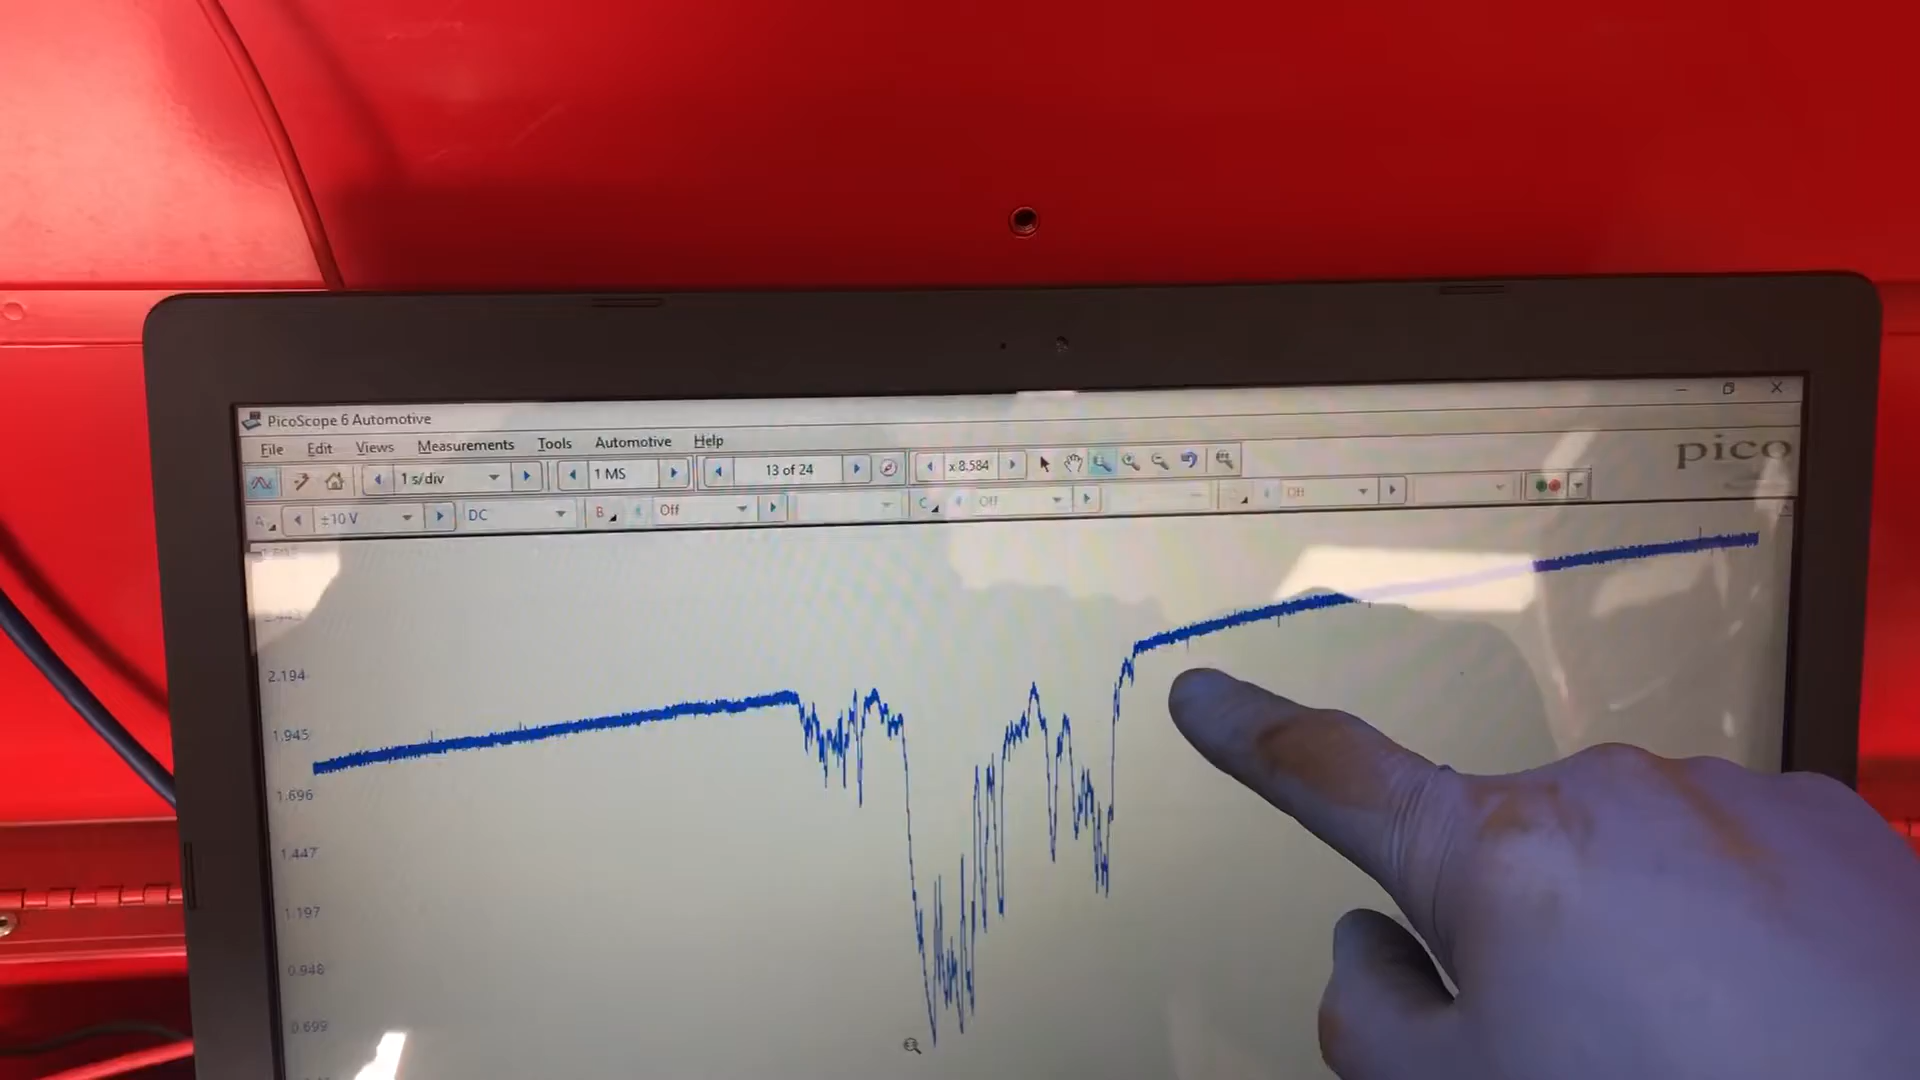 PicoScope 6 Automotive
File Edit Views Measurements Tools Automotive Help
pico
1 s/div 1 MS 13 of 24 x 8.584
A ±10 V DC B Off C Off Off
2.194
1.945
1.696
1.447
1.197
0.948
0.699